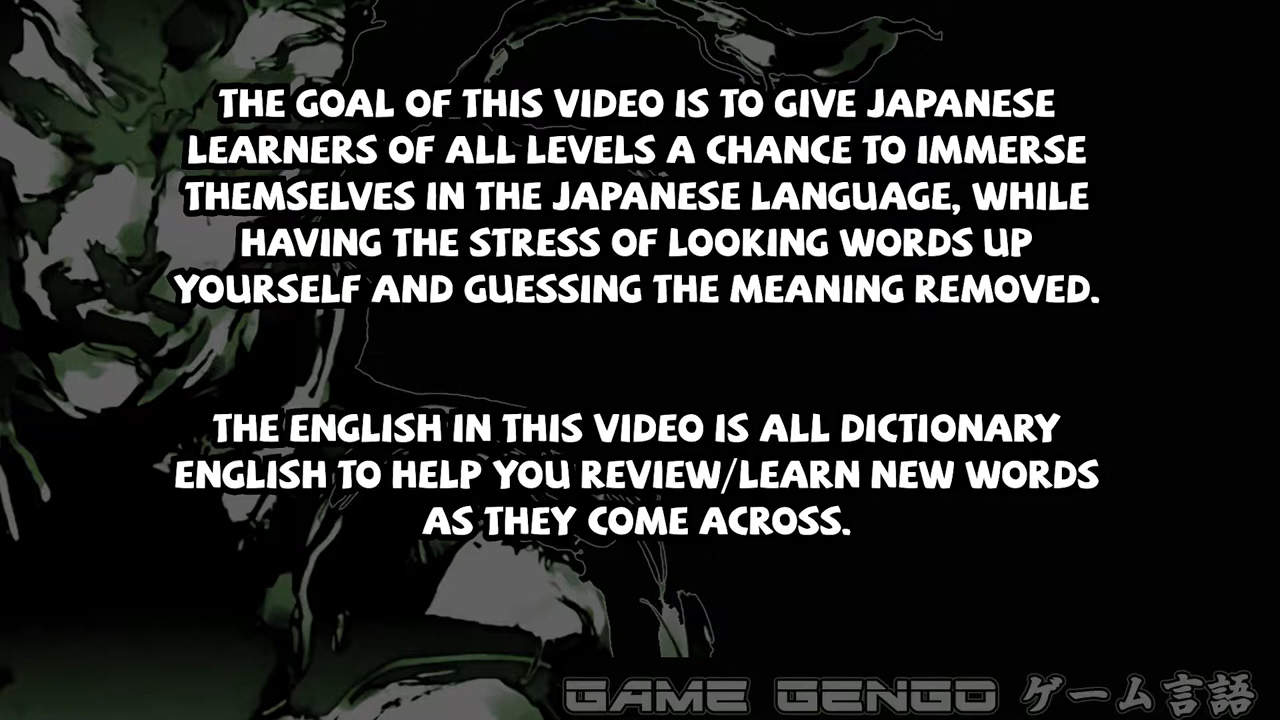 THE GOAL OF THIS VIDEO IS TO GIVE JAPANESE
LEARNERS OF ALL LEVELS A CHANCE TO IMMERSE
THEMSELVES IN THE JAPANESE LANGUAGE, WHILE
HAVING THE STRESS OF LOOKING WORDS UP
YOURSELF AND GUESSING THE MEANING REMOVED.
THE ENGLISH IN THIS VIDEO IS ALL DICTIONARY
ENGLISH TO HELP YOU REVIEW/LEARN NEW WORDS
AS THEY COME ACROSS.
GAME GENGO ゲーム言語